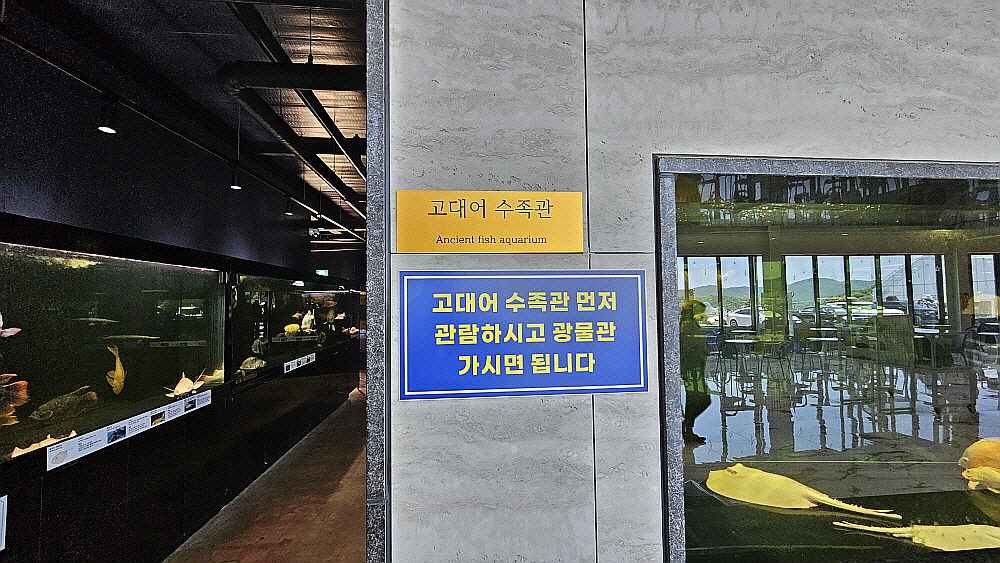 고대어 수족관
Ancient fish aquarium
고대어 수족관 먼저
관람하시고 광물관
가시면 됩니다